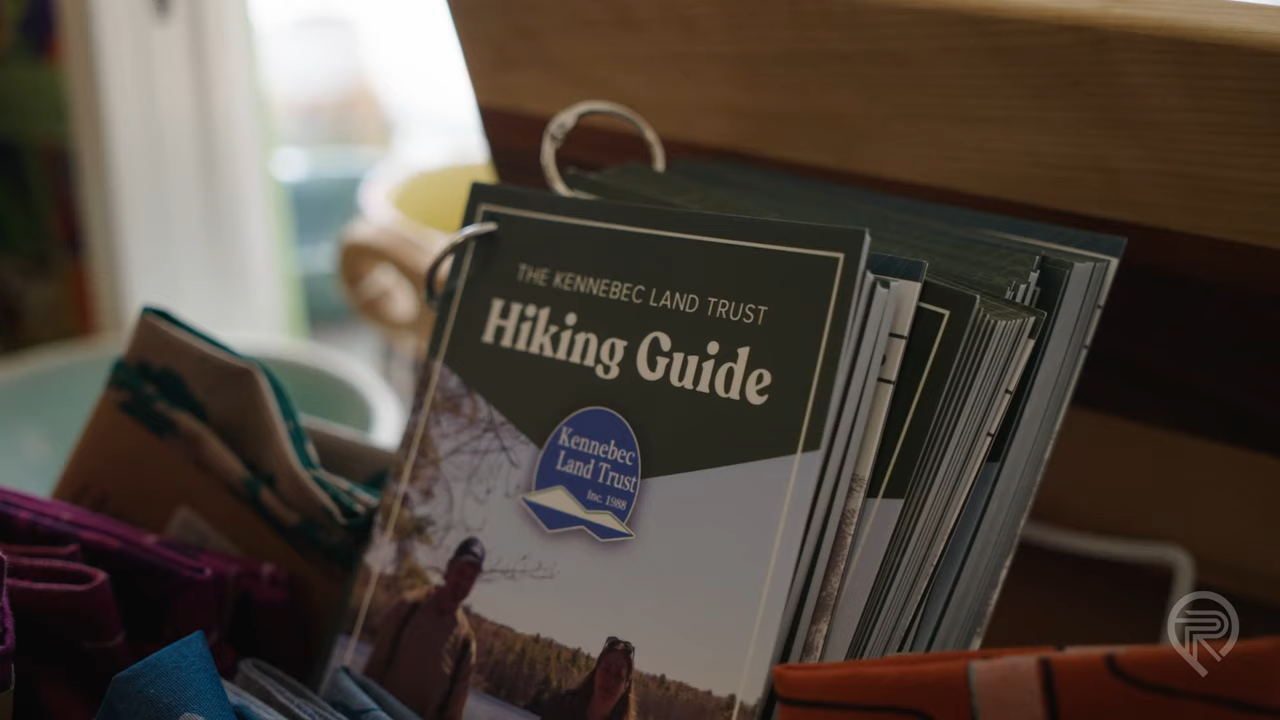 THE KENNEBEC LAND TRUST
Hiking Guide
Kennebec
Land Trust
Inc. 1988